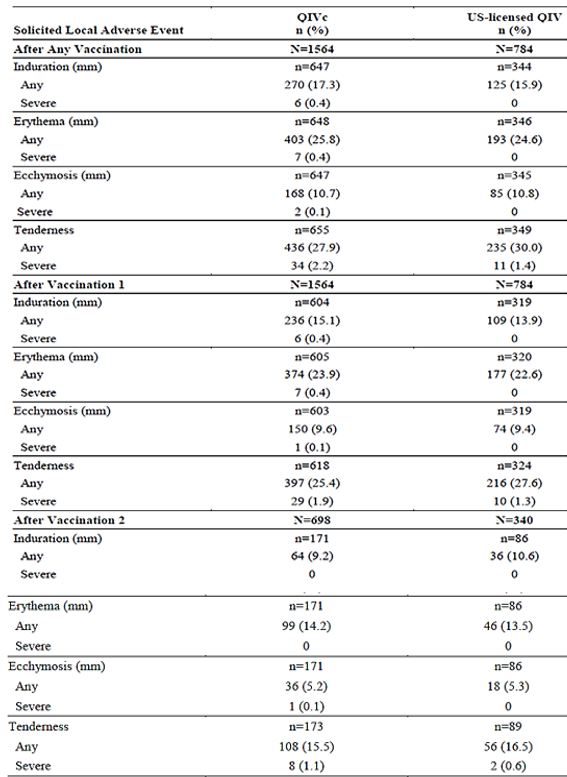 Solicited Local Adverse Event QIVc n (%) US-licensed QIV n (%)
After Any Vaccination N=1564 N=784
Induration (mm) n=647 n=344
Any 270 (17.3) 125 (15.9)
Severe 6 (0.4) 0
Erythema (mm) n=648 n=346
Any 403 (25.8) 193 (24.6)
Severe 7 (0.4) 0
Ecchymosis (mm) n=647 n=345
Any 168 (10.7) 85 (10.8)
Severe 2 (0.1) 0
Tenderness n=655 n=349
Any 436 (27.9) 235 (30.0)
Severe 34 (2.2) 11 (1.4)
After Vaccination 1 N=1564 N=784
Induration (mm) n=604 n=319
Any 236 (15.1) 109 (13.9)
Severe 6 (0.4) 0
Erythema (mm) n=605 n=320
Any 374 (23.9) 177 (22.6)
Severe 7 (0.4) 0
Ecchymosis (mm) n=603 n=319
Any 150 (9.6) 74 (9.4)
Severe 1 (0.1) 0
Tenderness n=618 n=324
Any 397 (25.4) 216 (27.6)
Severe 29 (1.9) 10 (1.3)
After Vaccination 2 N=698 N=340
Induration (mm) n=171 n=86
Any 64 (9.2) 36 (10.6)
Severe 0 0
Erythema (mm) n=171 n=86
Any 99 (14.2) 46 (13.5)
Severe 0 0
Ecchymosis (mm) n=171 n=86
Any 36 (5.2) 18 (5.3)
Severe 1 (0.1) 0
Tenderness n=173 n=89
Any 108 (15.5) 56 (16.5)
Severe 8 (1.1) 2 (0.6)